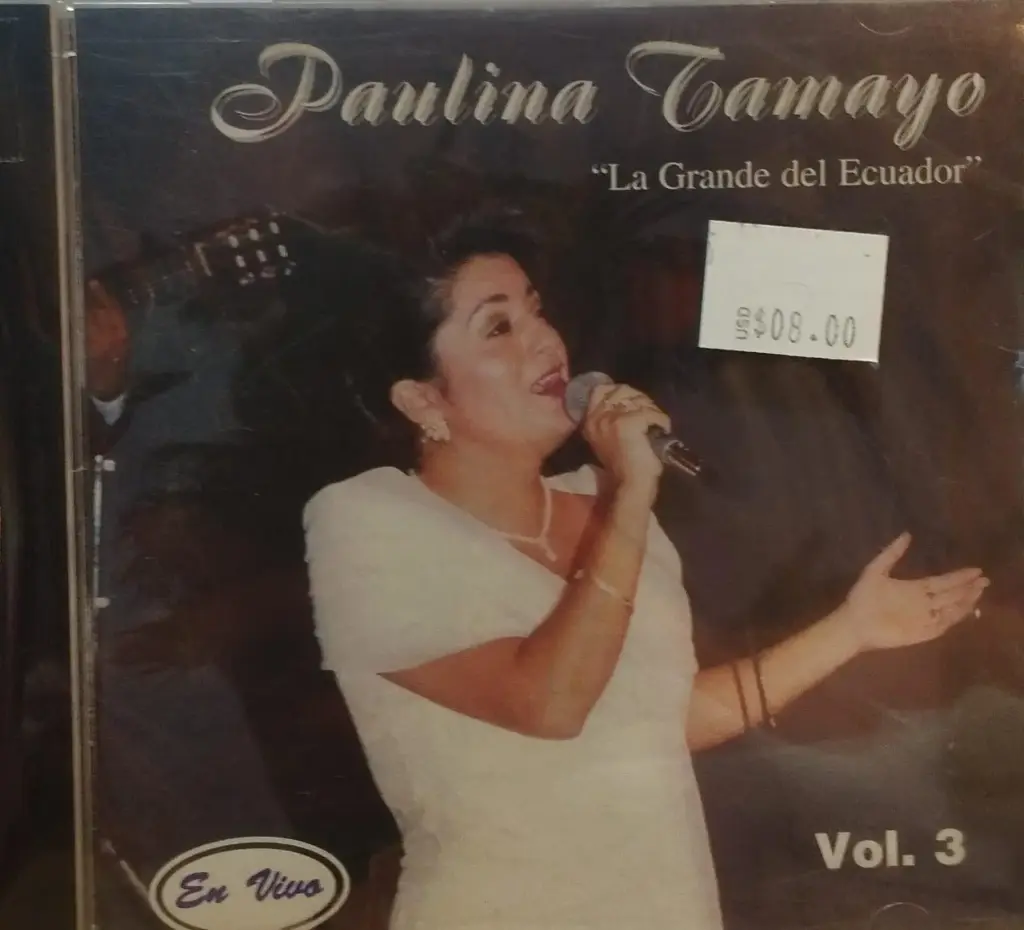 Paulina Tamayo
“La Grande del Ecuador”
USD $08.00
Vol. 3
En Vivo